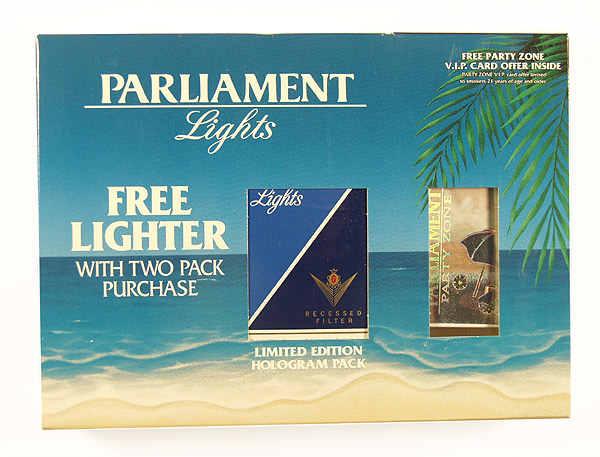 FREE PARTY ZONE
V.I.P. CARD OFFER INSIDE
PARTY ZONE V.I.P. card offer limited
to smokers 21 years of age and older.
PARLIAMENT
Lights
FREE
LIGHTER
WITH TWO PACK
PURCHASE
Lights
RECESSED
FILTER
LIMITED EDITION
HOLOGRAM PACK
PARLIAMENT
PARTY ZONE